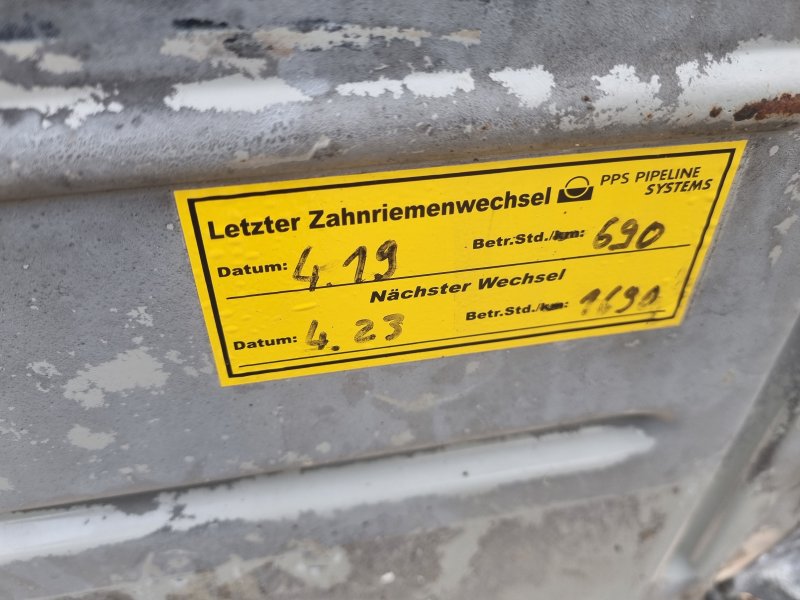 Letzter Zahnriemenwechsel PPS PIPELINE SYSTEMS
Datum: 4.19 Betr.Std./km: 690
Nächster Wechsel
Datum: 4.23 Betr.Std./km: 1690